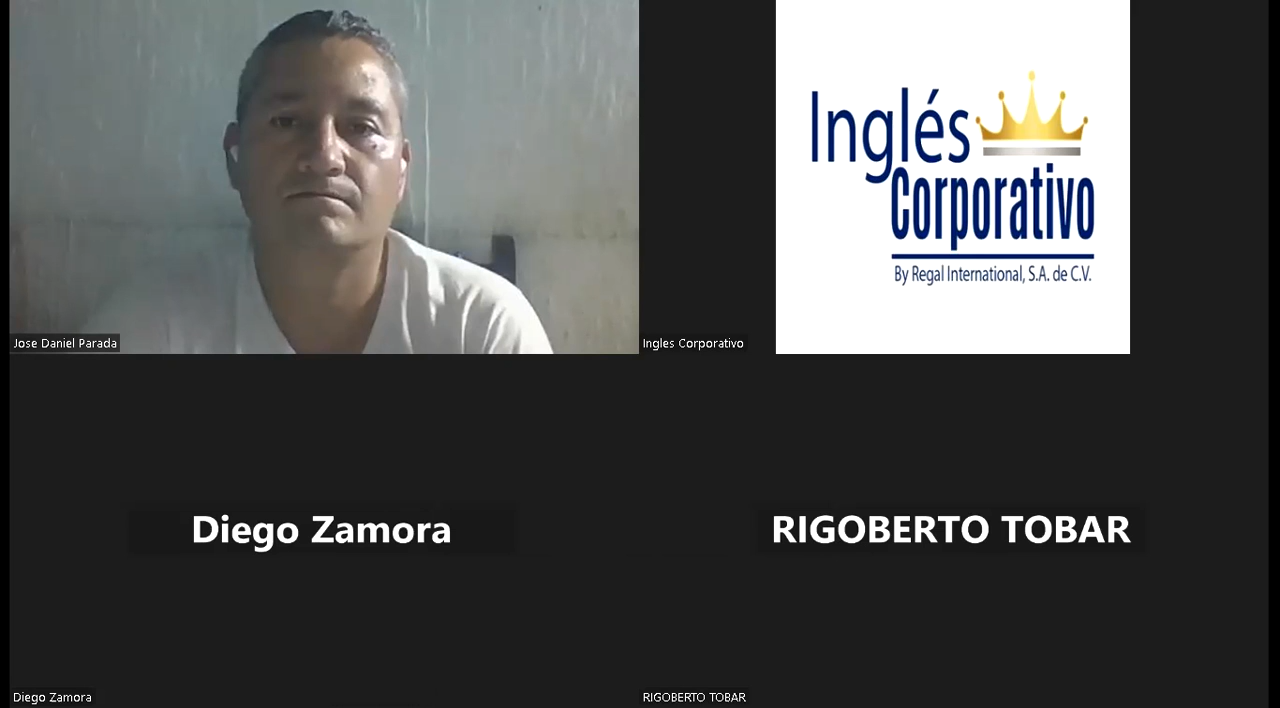 Jose Daniel Parada
Inglés
Corporativo
By Regal International, S.A. de C.V.
Ingles Corporativo
Diego Zamora
RIGOBERTO TOBAR
Diego Zamora
RIGOBERTO TOBAR